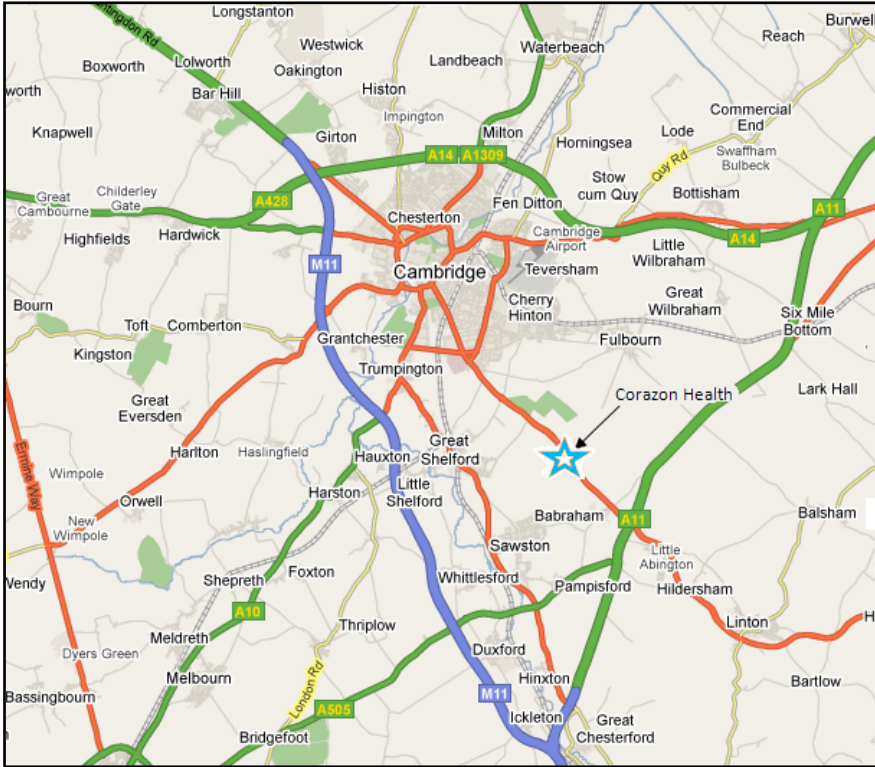 Huntingdon Rd
Longstanton
Burwell
Reach
Westwick
Waterbeach
Lolworth
Landbeach
Boxworth
Oakington
worth
Bar Hill
Histon
Commercial
End
Impington
Knapwell
Girton
Milton
Horningsea
Lode
Swaffham
Bulbeck
A14
A1309
Quy Rd
Stow
cum Quy
Bottisham
Great
Cambourne
Childerley
Gate
A428
Fen Ditton
A11
Chesterton
Highfields
Hardwick
Cambridge
Airport
A14
Little
Wilbraham
M11
Cambridge
Teversham
Great
Wilbraham
Bourn
Cherry
Hinton
Six Mile
Bottom
Toft
Comberton
Grantchester
Fulbourn
Kingston
Trumpington
Lark Hall
Great
Eversden
Corazon Health
Ermine Way
Harlton
Haslingfield
Great
Shelford
Hauxton
Wimpole
Little
Shelford
Harston
Orwell
Babraham
A11
Balsham
New
Wimpole
Sawston
Little
Abington
Wendy
Shepreth
Foxton
Whittlesford
Pampisford
Hildersham
A10
Thriplow
Linton
H
Meldreth
Dyers Green
Duxford
Melbourn
London Rd
M11
Hinxton
Bartlow
Bassingbourn
A505
Ickleton
Great
Chesterford
Bridgefoot